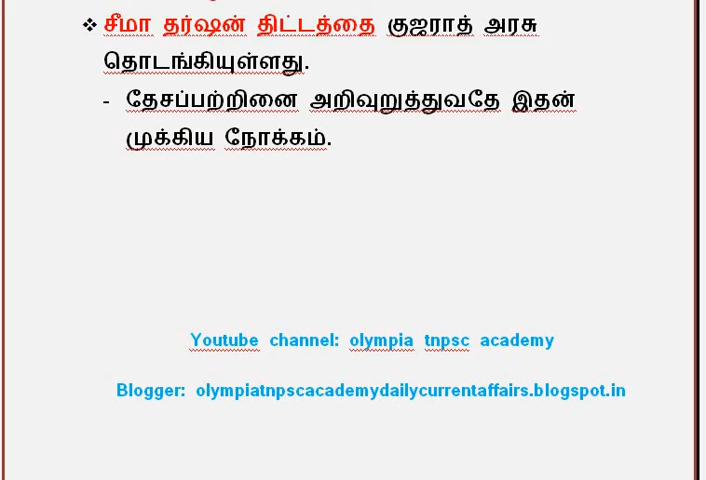 ❖ சீமா தர்ஷன் திட்டத்தை குஜராத் அரசு
தொடங்கியுள்ளது.
- தேசப்பற்றினை அறிவுறுத்துவதே இதன்
முக்கிய நோக்கம்.
Youtube channel: olympia tnpsc academy
Blogger: olympiatnpscacademydailycurrentaffairs.blogspot.in